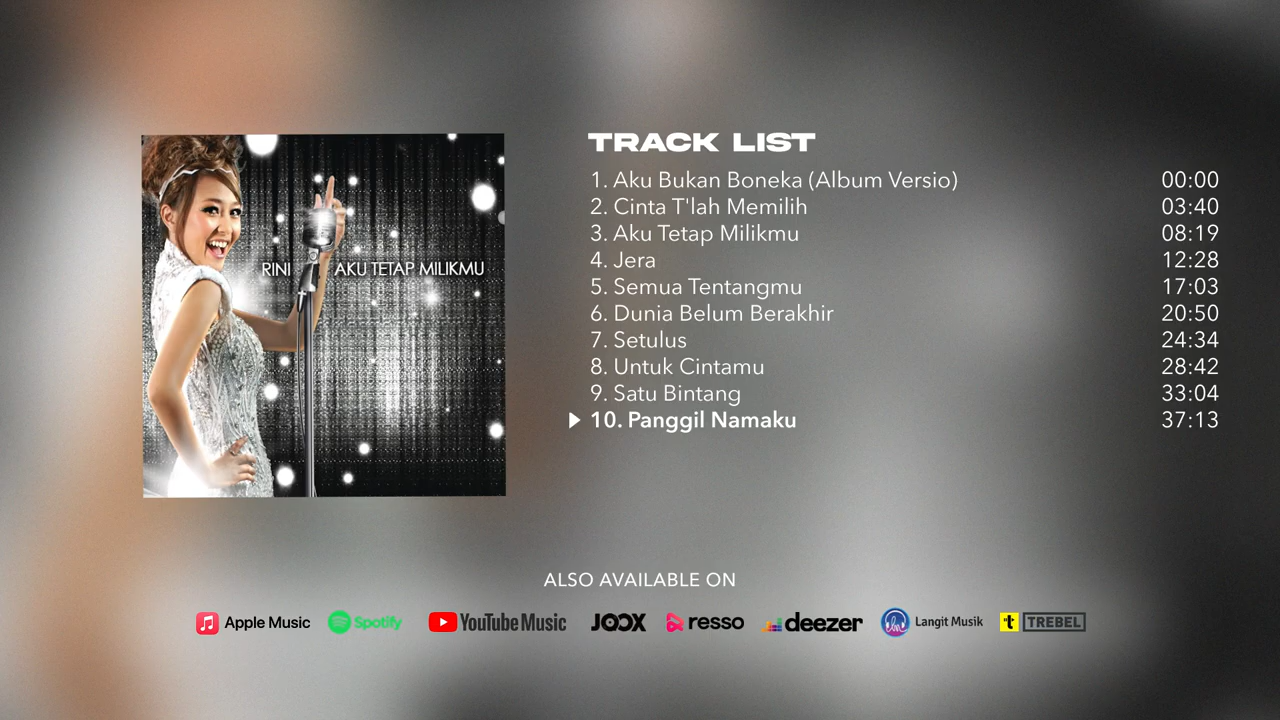 RINI AKU TETAP MILIKMU
TRACK LIST
1. Aku Bukan Boneka (Album Versio) 00:00
2. Cinta T'lah Memilih 03:40
3. Aku Tetap Milikmu 08:19
4. Jera 12:28
5. Semua Tentangmu 17:03
6. Dunia Belum Berakhir 20:50
7. Setulus 24:34
8. Untuk Cintamu 28:42
9. Satu Bintang 33:04
10. Panggil Namaku 37:13
ALSO AVAILABLE ON
Apple Music Spotify YouTube Music JOOX resso deezer Langit Musik t TREBEL